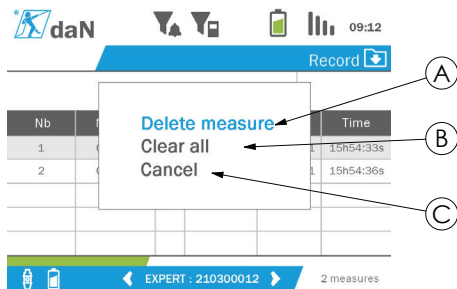 daN
09:12
Record
A
Delete measure
Nb
Time
B
Clear all
1
15h54:33s
Cancel
2
15h54:36s
C
EXPERT : 210300012
2 measures